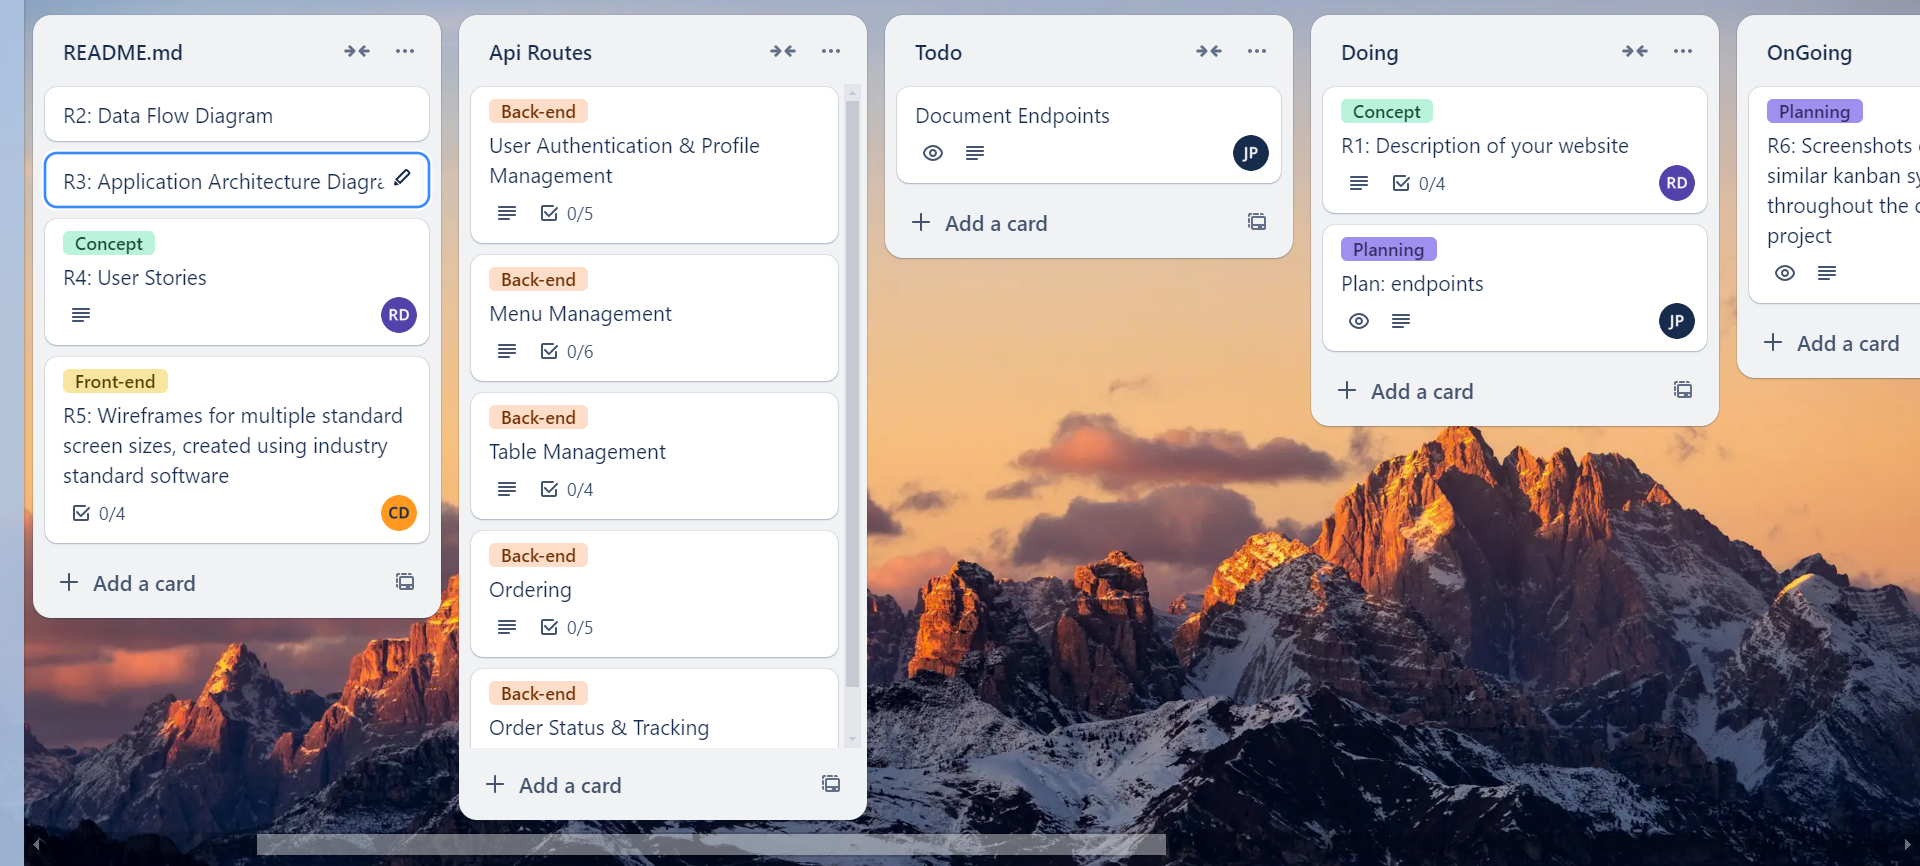 README.md
R2: Data Flow Diagram
R3: Application Architecture
Concept
R4: User Stories
RD
Front-end
R5: Wireframes for multiple standard
screen sizes, created using industry
standard software
0/4
CD
Add a card
Api Routes
Back-end
User Authentication & Profile
Management
0/5
Back-end
Menu Management
0/6
Back-end
Table Management
0/4
Back-end
Ordering
0/5
Back-end
Order Status & Tracking
Add a card
Todo
Document Endpoints
JP
Add a card
Doing
Concept
R1: Description of your website
0/4
RD
Planning
Plan: endpoints
JP
Add a card
OnGoing
Planning
R6: Screenshots
similar kanban
throughout the
project
Add a card